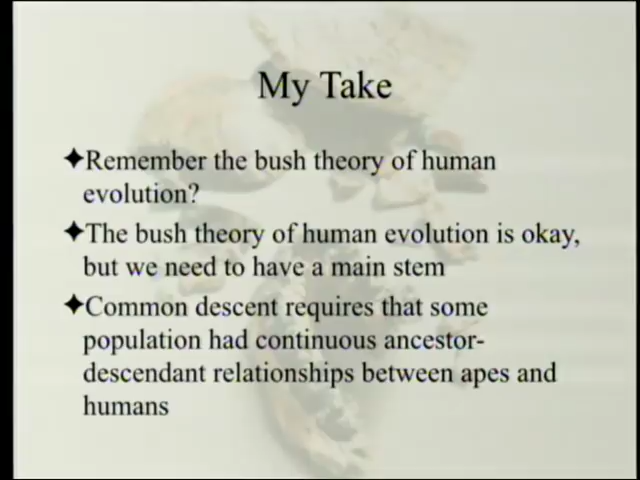 My Take
✦Remember the bush theory of human
evolution?
✦The bush theory of human evolution is okay,
but we need to have a main stem
✦Common descent requires that some
population had continuous ancestor-
descendant relationships between apes and
humans